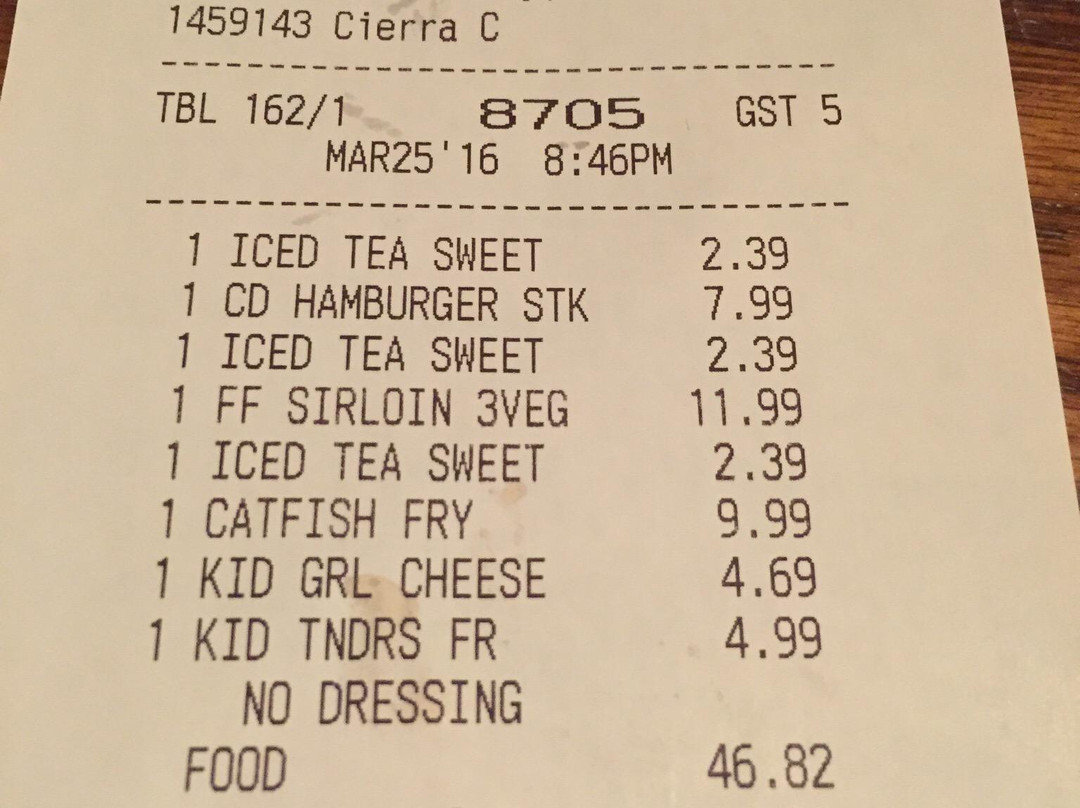 1459143 Cierra C
--------------------------------
TBL 162/1 8705 GST 5
MAR25'16 8:46PM
--------------------------------
1 ICED TEA SWEET 2.39
1 CD HAMBURGER STK 7.99
1 ICED TEA SWEET 2.39
1 FF SIRLOIN 3VEG 11.99
1 ICED TEA SWEET 2.39
1 CATFISH FRY 9.99
1 KID GRL CHEESE 4.69
1 KID TNDRS FR 4.99
NO DRESSING
FOOD 46.82